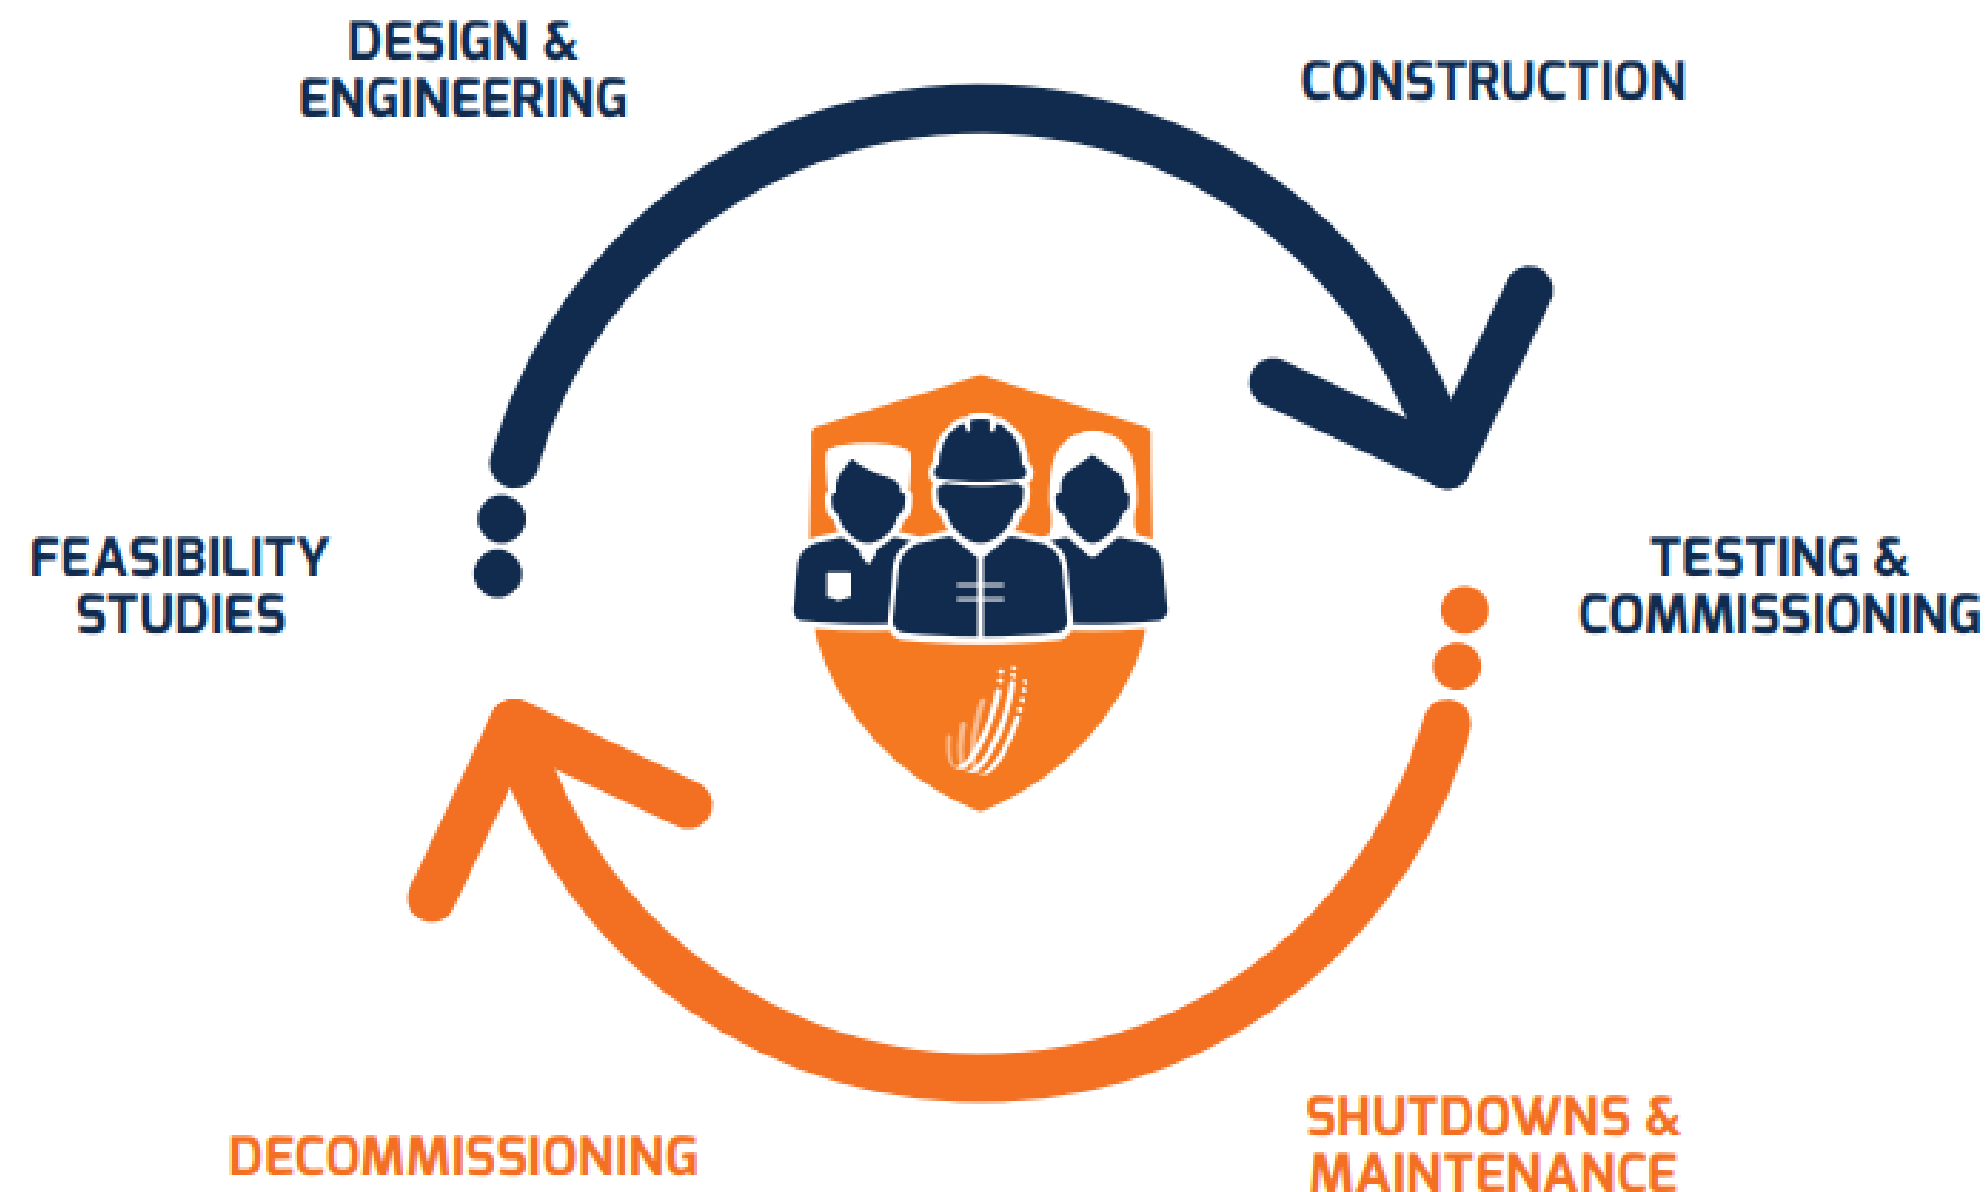 DESIGN &
ENGINEERING
CONSTRUCTION
FEASIBILITY
STUDIES
TESTING &
COMMISSIONING
DECOMMISSIONING
SHUTDOWNS &
MAINTENANCE